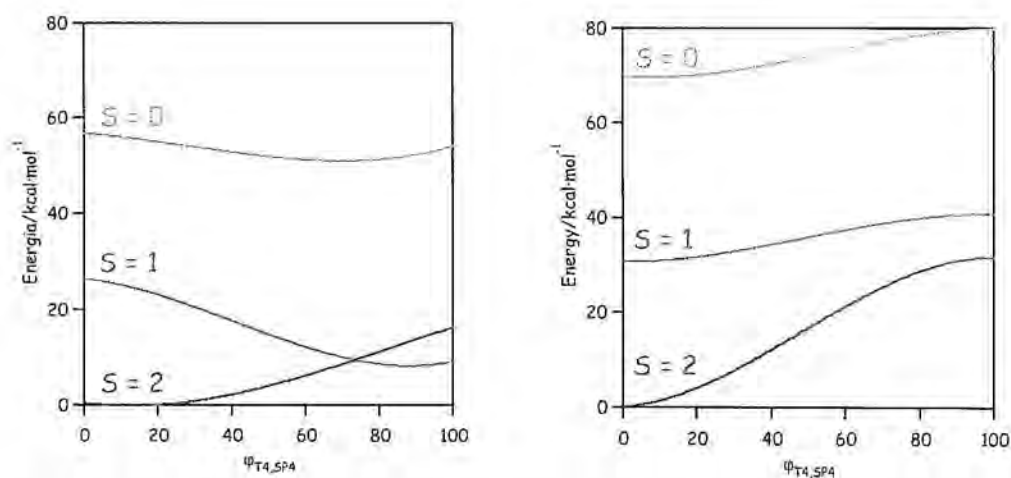 80
60
40
20
0
Energia/kcal·mol⁻¹
S = 0
S = 1
S = 2
0 20 40 60 80 100
φT4,SP4
80
60
40
20
0
Energy/kcal·mol⁻¹
S = 0
S = 1
S = 2
0 20 40 60 80 100
φT4,SP4